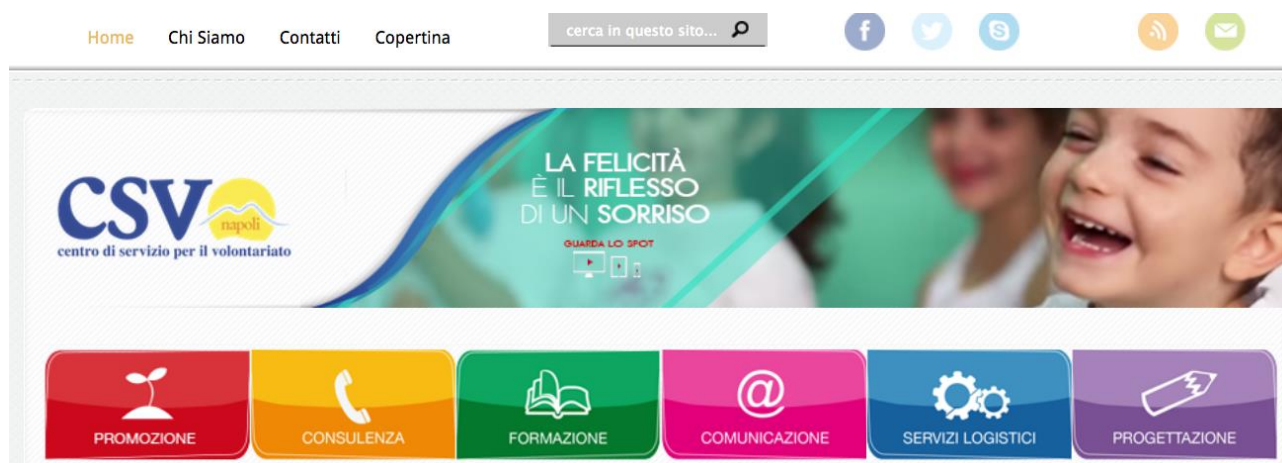 Home Chi Siamo Contatti Copertina cerca in questo sito...
LA FELICITÀ
È IL RIFLESSO
DI UN SORRISO
GUARDA LO SPOT
CSV napoli
centro di servizio per il volontariato
PROMOZIONE CONSULENZA FORMAZIONE COMUNICAZIONE SERVIZI LOGISTICI PROGETTAZIONE